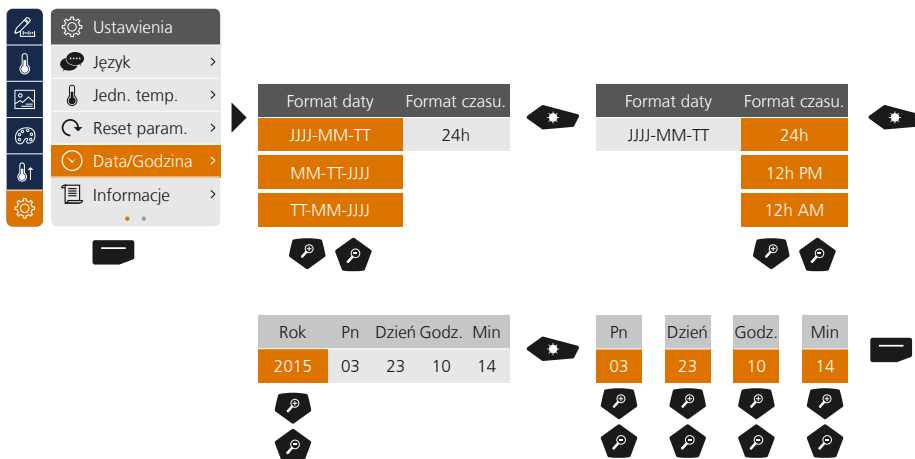 Ustawienia
Język
Jedn. temp.
Reset param.
Data/Godzina
Informacje
Format daty Format czasu.
JJJJ-MM-TT 24h
MM-TT-JJJJ
TT-MM-JJJJ
Format daty Format czasu.
JJJJ-MM-TT 24h
12h PM
12h AM
Rok Pn Dzień Godz. Min
2015 03 23 10 14
Pn Dzień Godz. Min
03 23 10 14